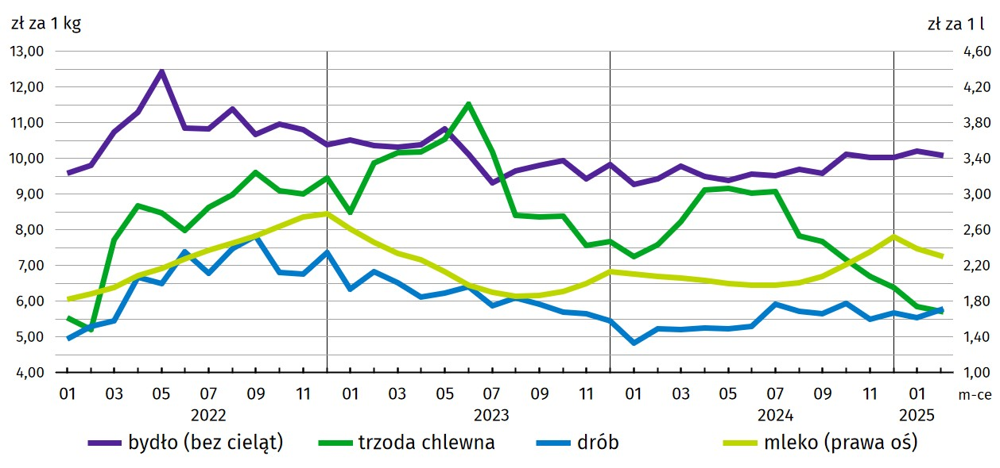 zł za 1 kg zł za 1 l
13,00 4,60
12,00 4,20
11,00 3,80
10,00 3,40
9,00 3,00
8,00 2,60
7,00 2,20
6,00 1,80
5,00 1,40
4,00 1,00
01 03 05 07 09 11 01 03 05 07 09 11 01 03 05 07 09 11 01 m-ce
2022 2023 2024 2025
bydło (bez cieląt) trzoda chlewna drób mleko (prawa oś)